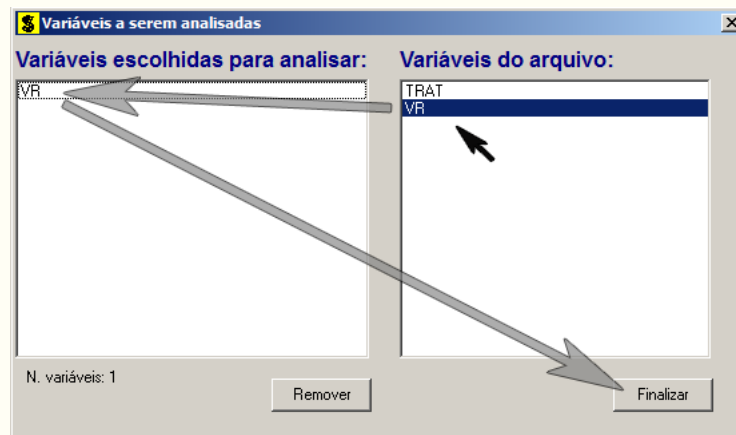 Variáveis a serem analisadas
Variáveis escolhidas para analisar:
VR
N. variáveis: 1
Remover
Variáveis do arquivo:
TRAT
VR
Finalizar